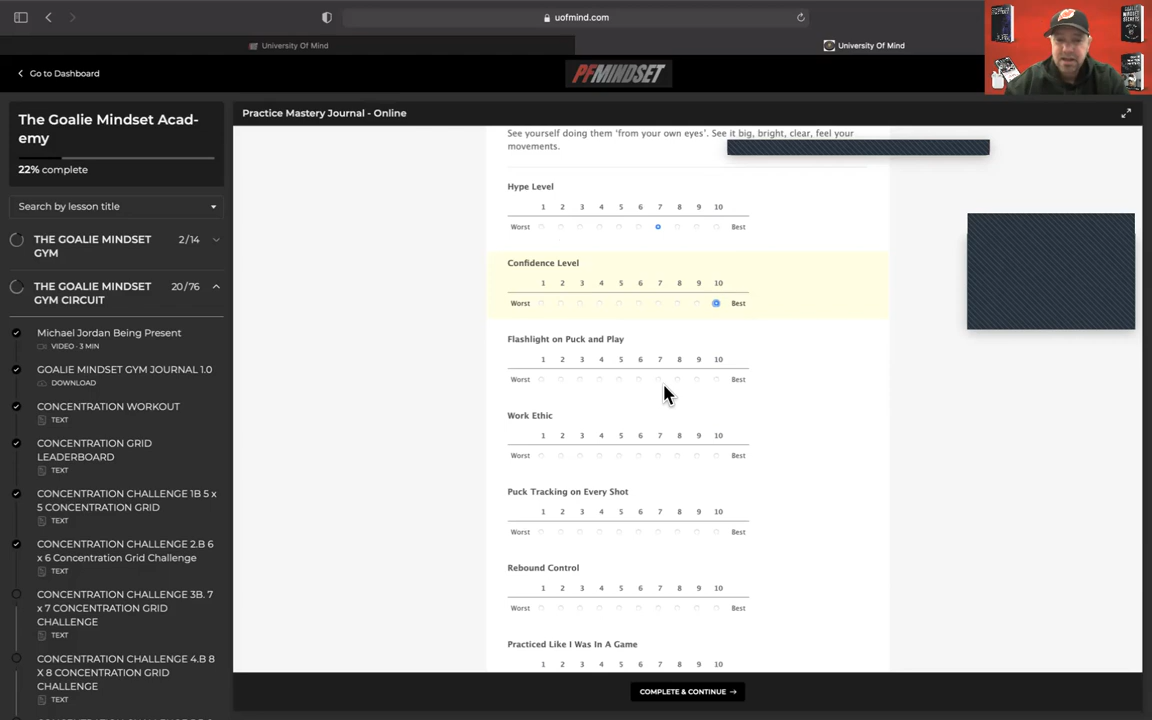 uofmind.com
University Of Mind
University Of Mind
Go to Dashboard
PFMINDSET
The Goalie Mindset Acad-
emy
22% complete
Search by lesson title
THE GOALIE MINDSET
GYM
2/14
THE GOALIE MINDSET
GYM CIRCUIT
20/76
Michael Jordan Being Present
VIDEO · 3 MIN
GOALIE MINDSET GYM JOURNAL 1.0
DOWNLOAD
CONCENTRATION WORKOUT
TEXT
CONCENTRATION GRID
LEADERBOARD
TEXT
CONCENTRATION CHALLENGE 1B 5 x
5 CONCENTRATION GRID
TEXT
CONCENTRATION CHALLENGE 2.B 6
x 6 Concentration Grid Challenge
TEXT
CONCENTRATION CHALLENGE 3B. 7
x 7 CONCENTRATION GRID
CHALLENGE
TEXT
CONCENTRATION CHALLENGE 4.B 8
X 8 CONCENTRATION GRID
CHALLENGE
TEXT
Practice Mastery Journal - Online
See yourself doing them 'from your own eyes'. See it big, bright, clear, feel your
movements.
Hype Level
1 2 3 4 5 6 7 8 9 10
Worst Best
Confidence Level
1 2 3 4 5 6 7 8 9 10
Worst Best
Flashlight on Puck and Play
1 2 3 4 5 6 7 8 9 10
Worst Best
Work Ethic
1 2 3 4 5 6 7 8 9 10
Worst Best
Puck Tracking on Every Shot
1 2 3 4 5 6 7 8 9 10
Worst Best
Rebound Control
1 2 3 4 5 6 7 8 9 10
Worst Best
Practiced Like I Was In A Game
1 2 3 4 5 6 7 8 9 10
COMPLETE & CONTINUE →